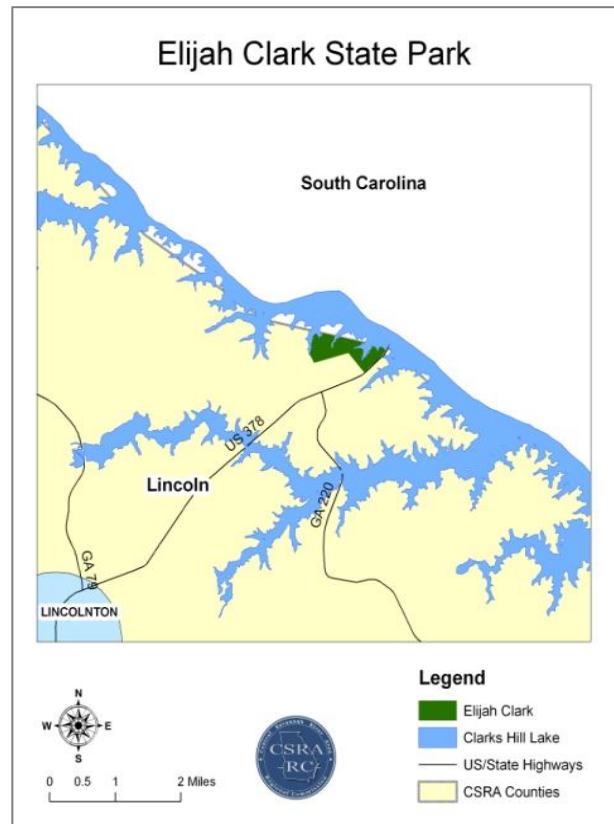 Elijah Clark State Park
South Carolina
US 378
Lincoln
GA 220
GA 79
LINCOLNTON
Legend
Elijah Clark
Clarks Hill Lake
US/State Highways
CSRA Counties
N
W E
S
0 0.5 1 2 Miles
CSRA
RC